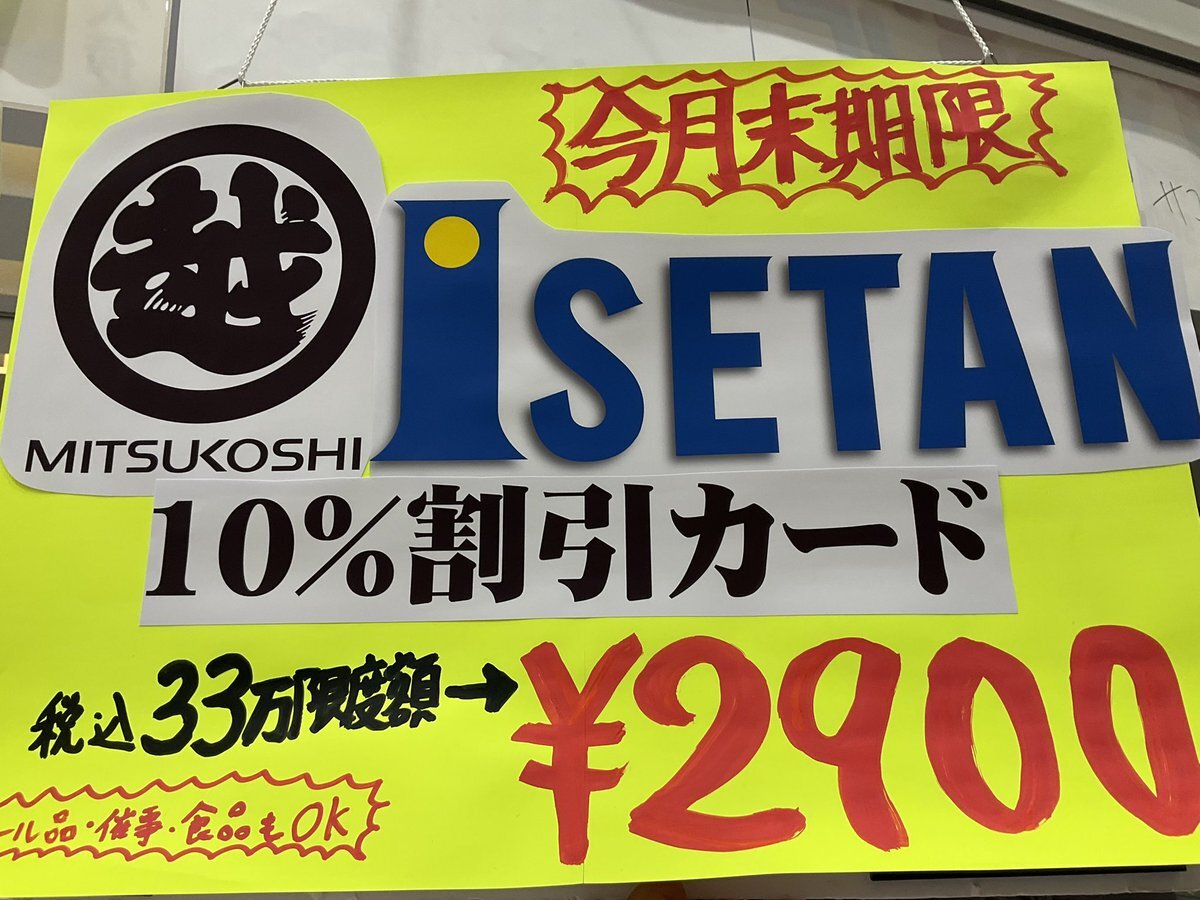 今月末期限
越
MITSUKOSHI
ISETAN
10%割引カード
税込33万限度額→¥2900
ール品・催事・食品もOK